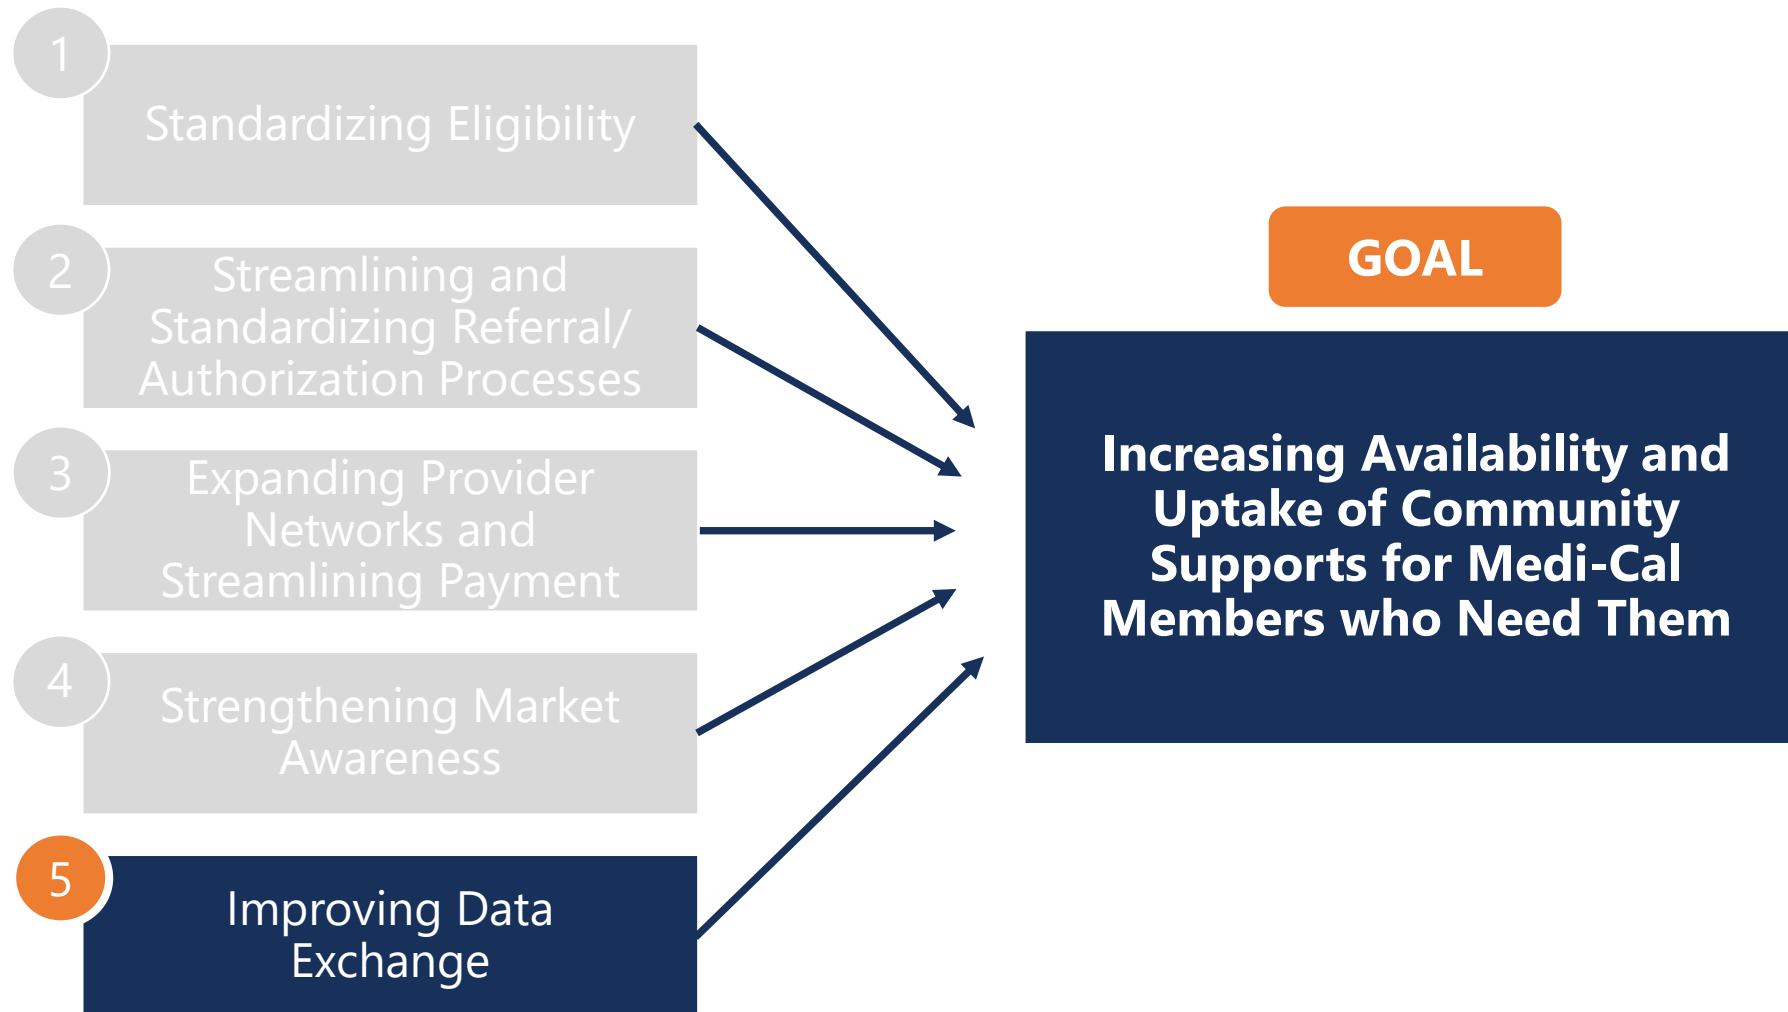 1
Standardizing Eligibility
2
Streamlining and
Standardizing Referral/
Authorization Processes
3
Expanding Provider
Networks and
Streamlining Payment
4
Strengthening Market
Awareness
5
Improving Data
Exchange
GOAL
Increasing Availability and
Uptake of Community
Supports for Medi-Cal
Members who Need Them